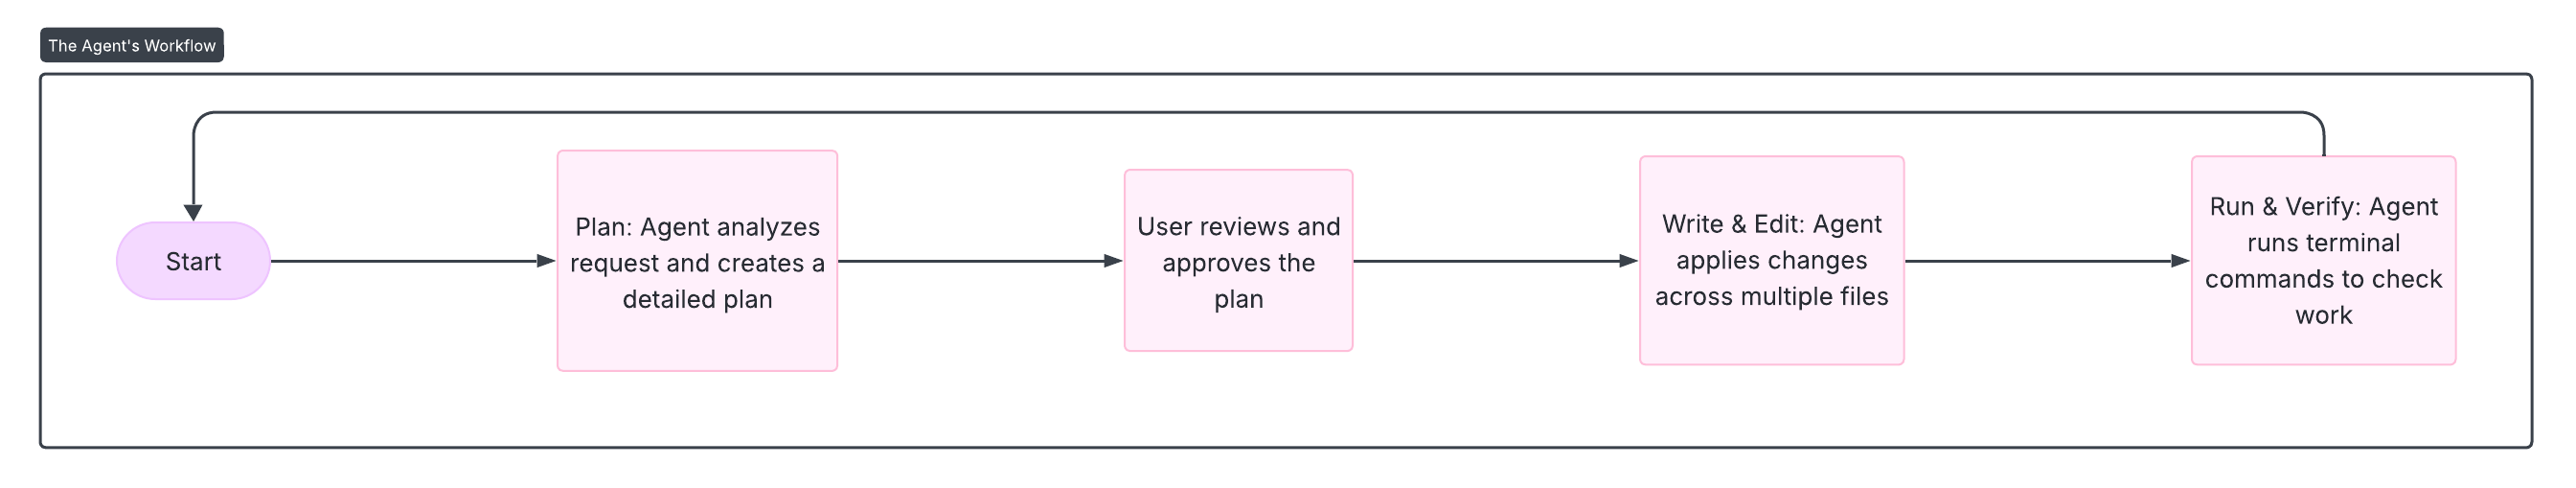 The Agent's Workflow
Start
Plan: Agent analyzes
request and creates a
detailed plan
User reviews and
approves the
plan
Write & Edit: Agent
applies changes
across multiple files
Run & Verify: Agent
runs terminal
commands to check
work